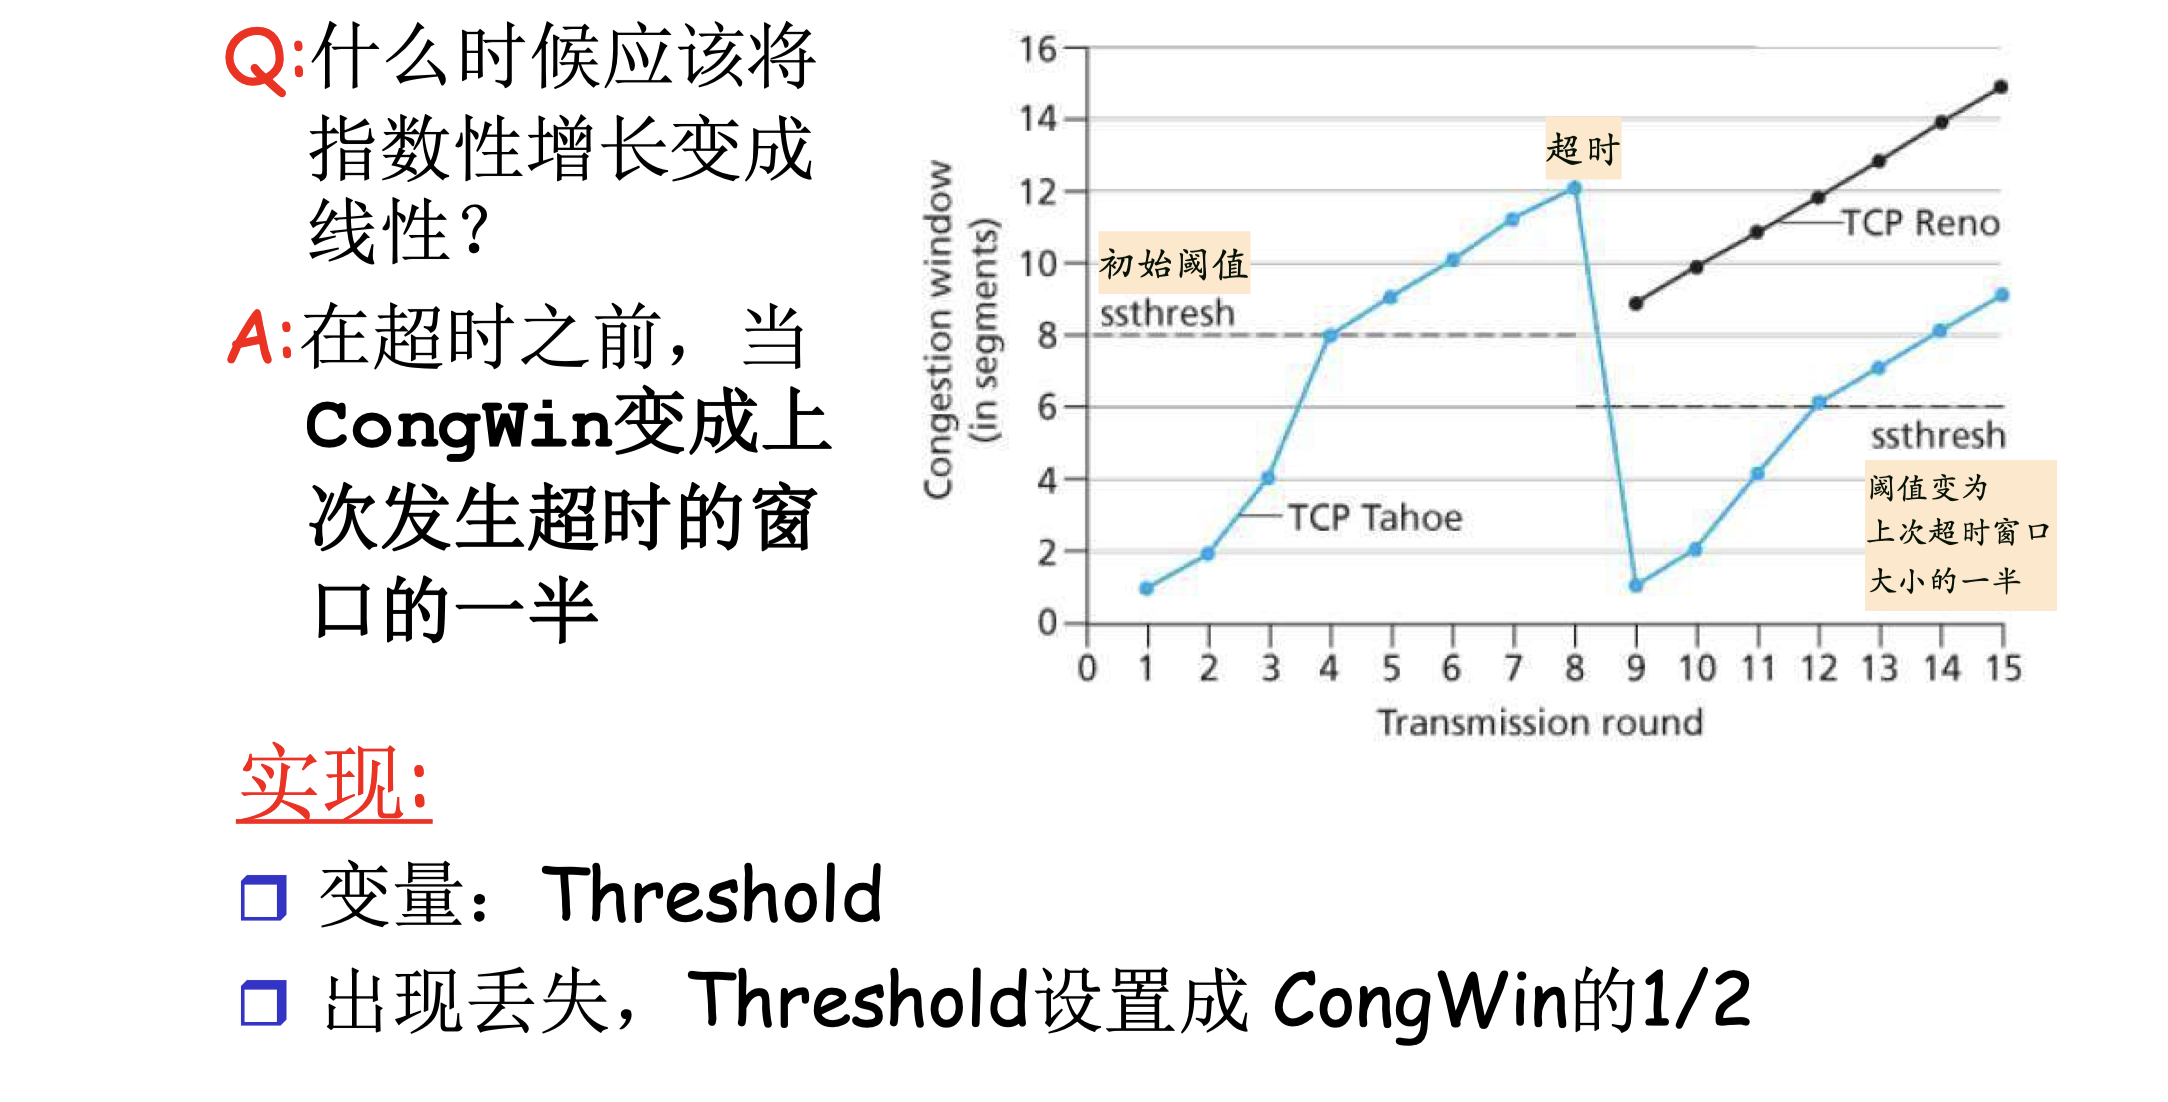 Q:什么时候应该将
指数性增长变成
线性？
A:在超时之前，当
CongWin变成上
次发生超时的窗
口的一半
Congestion window
(in segments)
16
14
12
10
8
6
4
2
0
初始阈值
ssthresh
超时
TCP Reno
TCP Tahoe
ssthresh
阈值变为
上次超时窗口
大小的一半
0 1 2 3 4 5 6 7 8 9 10 11 12 13 14 15
Transmission round
实现:
变量：Threshold
出现丢失，Threshold设置成 CongWin的1/2